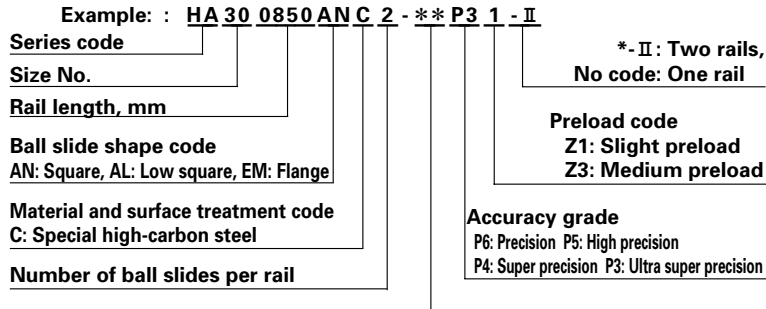 Example: : HA 30 0850 AN C 2 - ** P3 1 -Ⅱ
Series code
Size No.
Rail length, mm
Ball slide shape code
AN: Square, AL: Low square, EM: Flange
Material and surface treatment code
C: Special high-carbon steel
Number of ball slides per rail
*-Ⅱ: Two rails,
No code: One rail
Preload code
Z1: Slight preload
Z3: Medium preload
Accuracy grade
P6: Precision P5: High precision
P4: Super precision P3: Ultra super precision